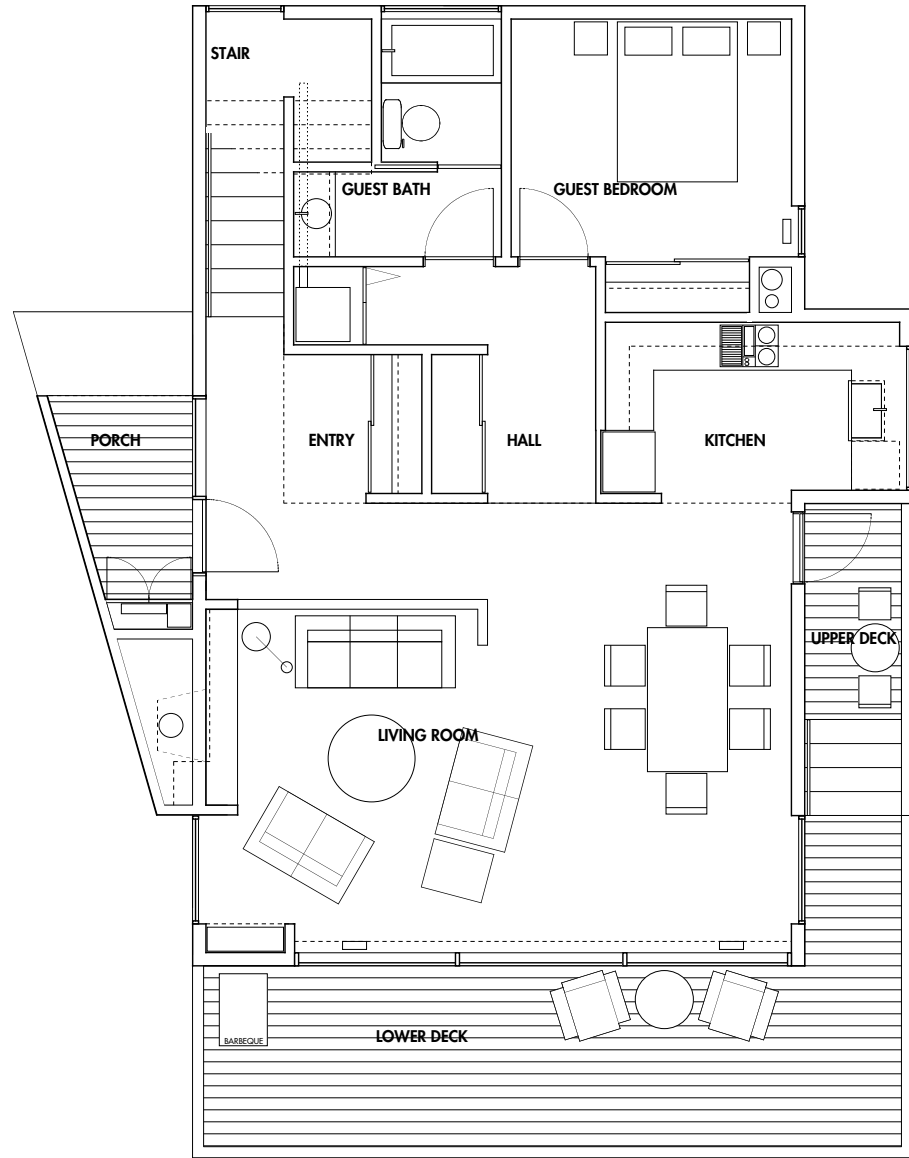 STAIR
GUEST BATH
GUEST BEDROOM
PORCH
ENTRY
HALL
KITCHEN
UPPER DECK
LIVING ROOM
LOWER DECK
BARBEQUE